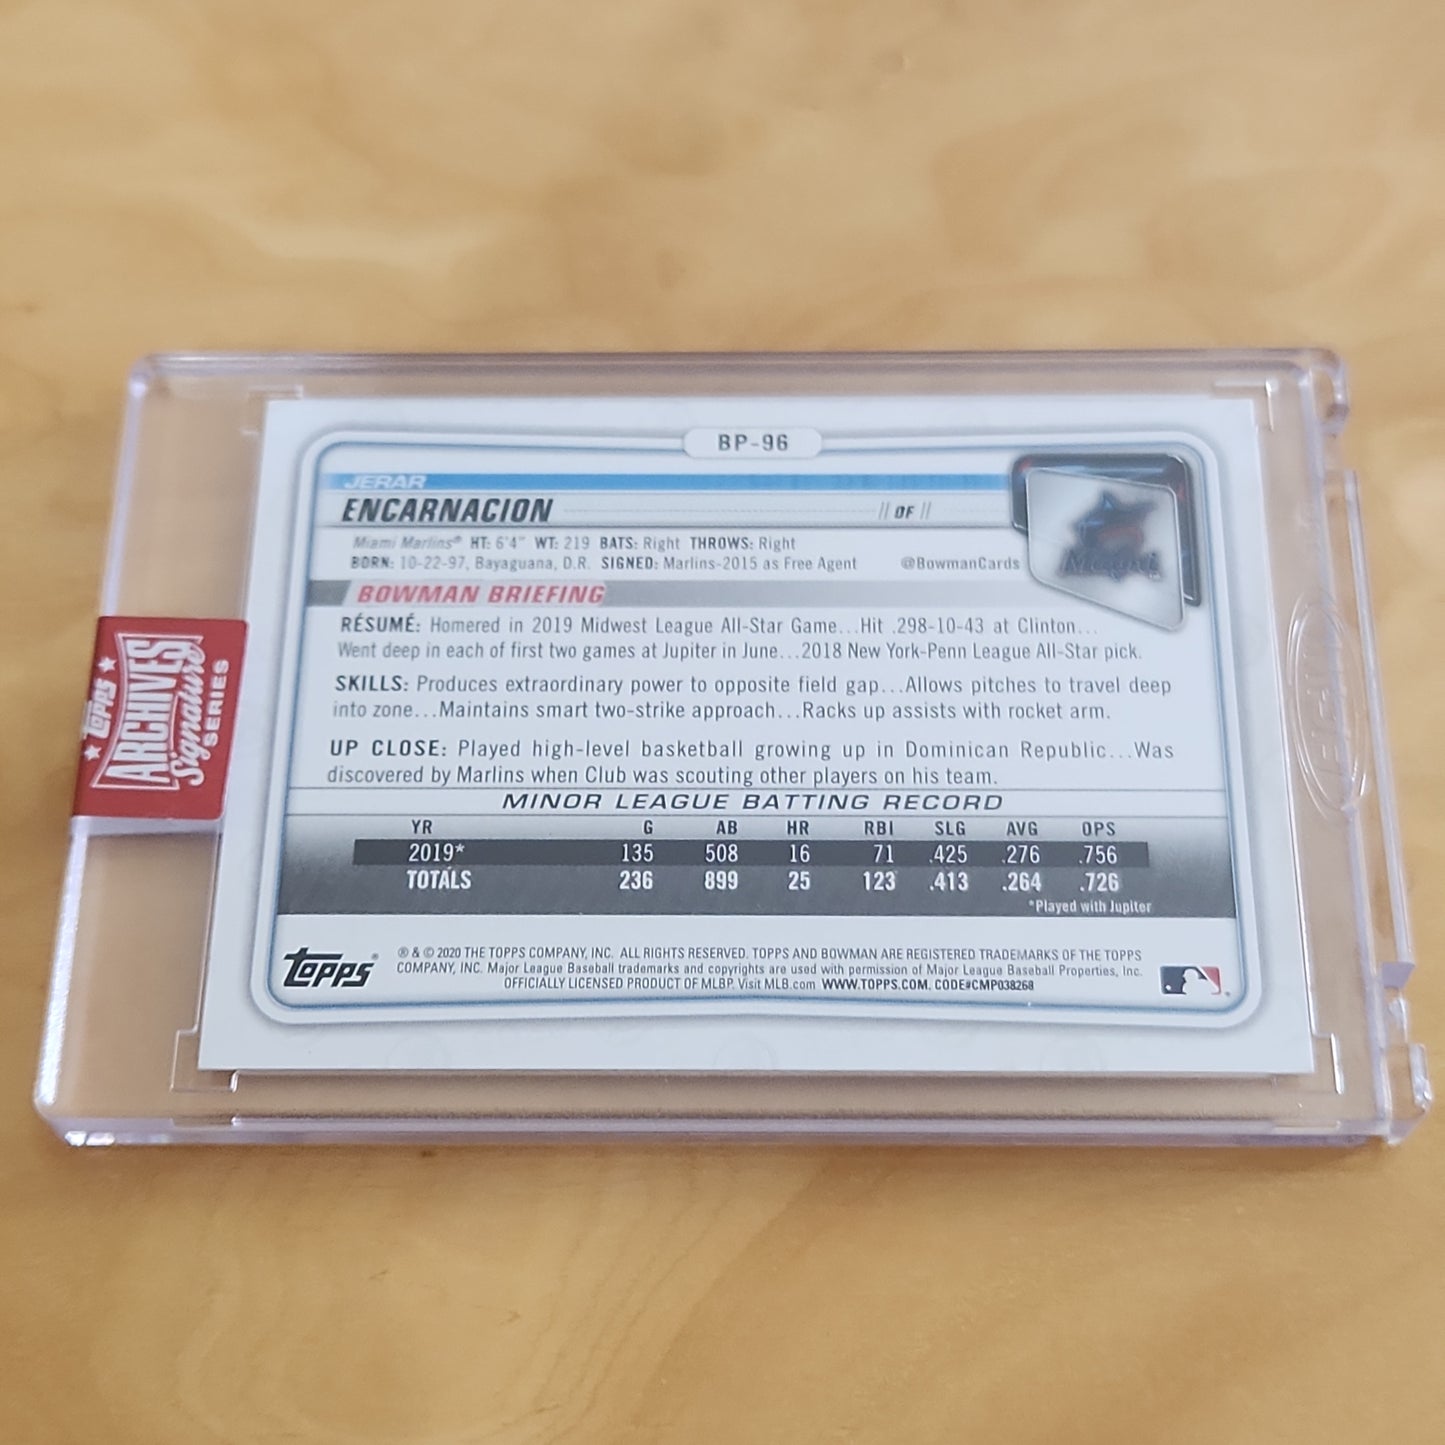 BP-96
JERAR
ENCARNACION // OF //
Miami Marlins® HT: 6'4" WT: 219 BATS: Right THROWS: Right
BORN: 10-22-97, Bayaguana, D.R. SIGNED: Marlins-2015 as Free Agent @BowmanCards
Marlins
BOWMAN BRIEFING
RÉSUMÉ: Homered in 2019 Midwest League All-Star Game...Hit .298-10-43 at Clinton...
Went deep in each of first two games at Jupiter in June...2018 New York-Penn League All-Star pick.
SKILLS: Produces extraordinary power to opposite field gap...Allows pitches to travel deep
into zone...Maintains smart two-strike approach...Racks up assists with rocket arm.
UP CLOSE: Played high-level basketball growing up in Dominican Republic...Was
discovered by Marlins when Club was scouting other players on his team.
MINOR LEAGUE BATTING RECORD
YR G AB HR RBI SLG AVG OPS
2019* 135 508 16 71 .425 .276 .756
TOTALS 236 899 25 123 .413 .264 .726
*Played with Jupiter
topps®
® & © 2020 THE TOPPS COMPANY, INC. ALL RIGHTS RESERVED. TOPPS AND BOWMAN ARE REGISTERED TRADEMARKS OF THE TOPPS
COMPANY, INC. Major League Baseball trademarks and copyrights are used with permission of Major League Baseball Properties, Inc.
OFFICIALLY LICENSED PRODUCT OF MLBP. Visit MLB.com WWW.TOPPS.COM. CODE#CMP038268
★ topps ★
ARCHIVES
Signature
SERIES